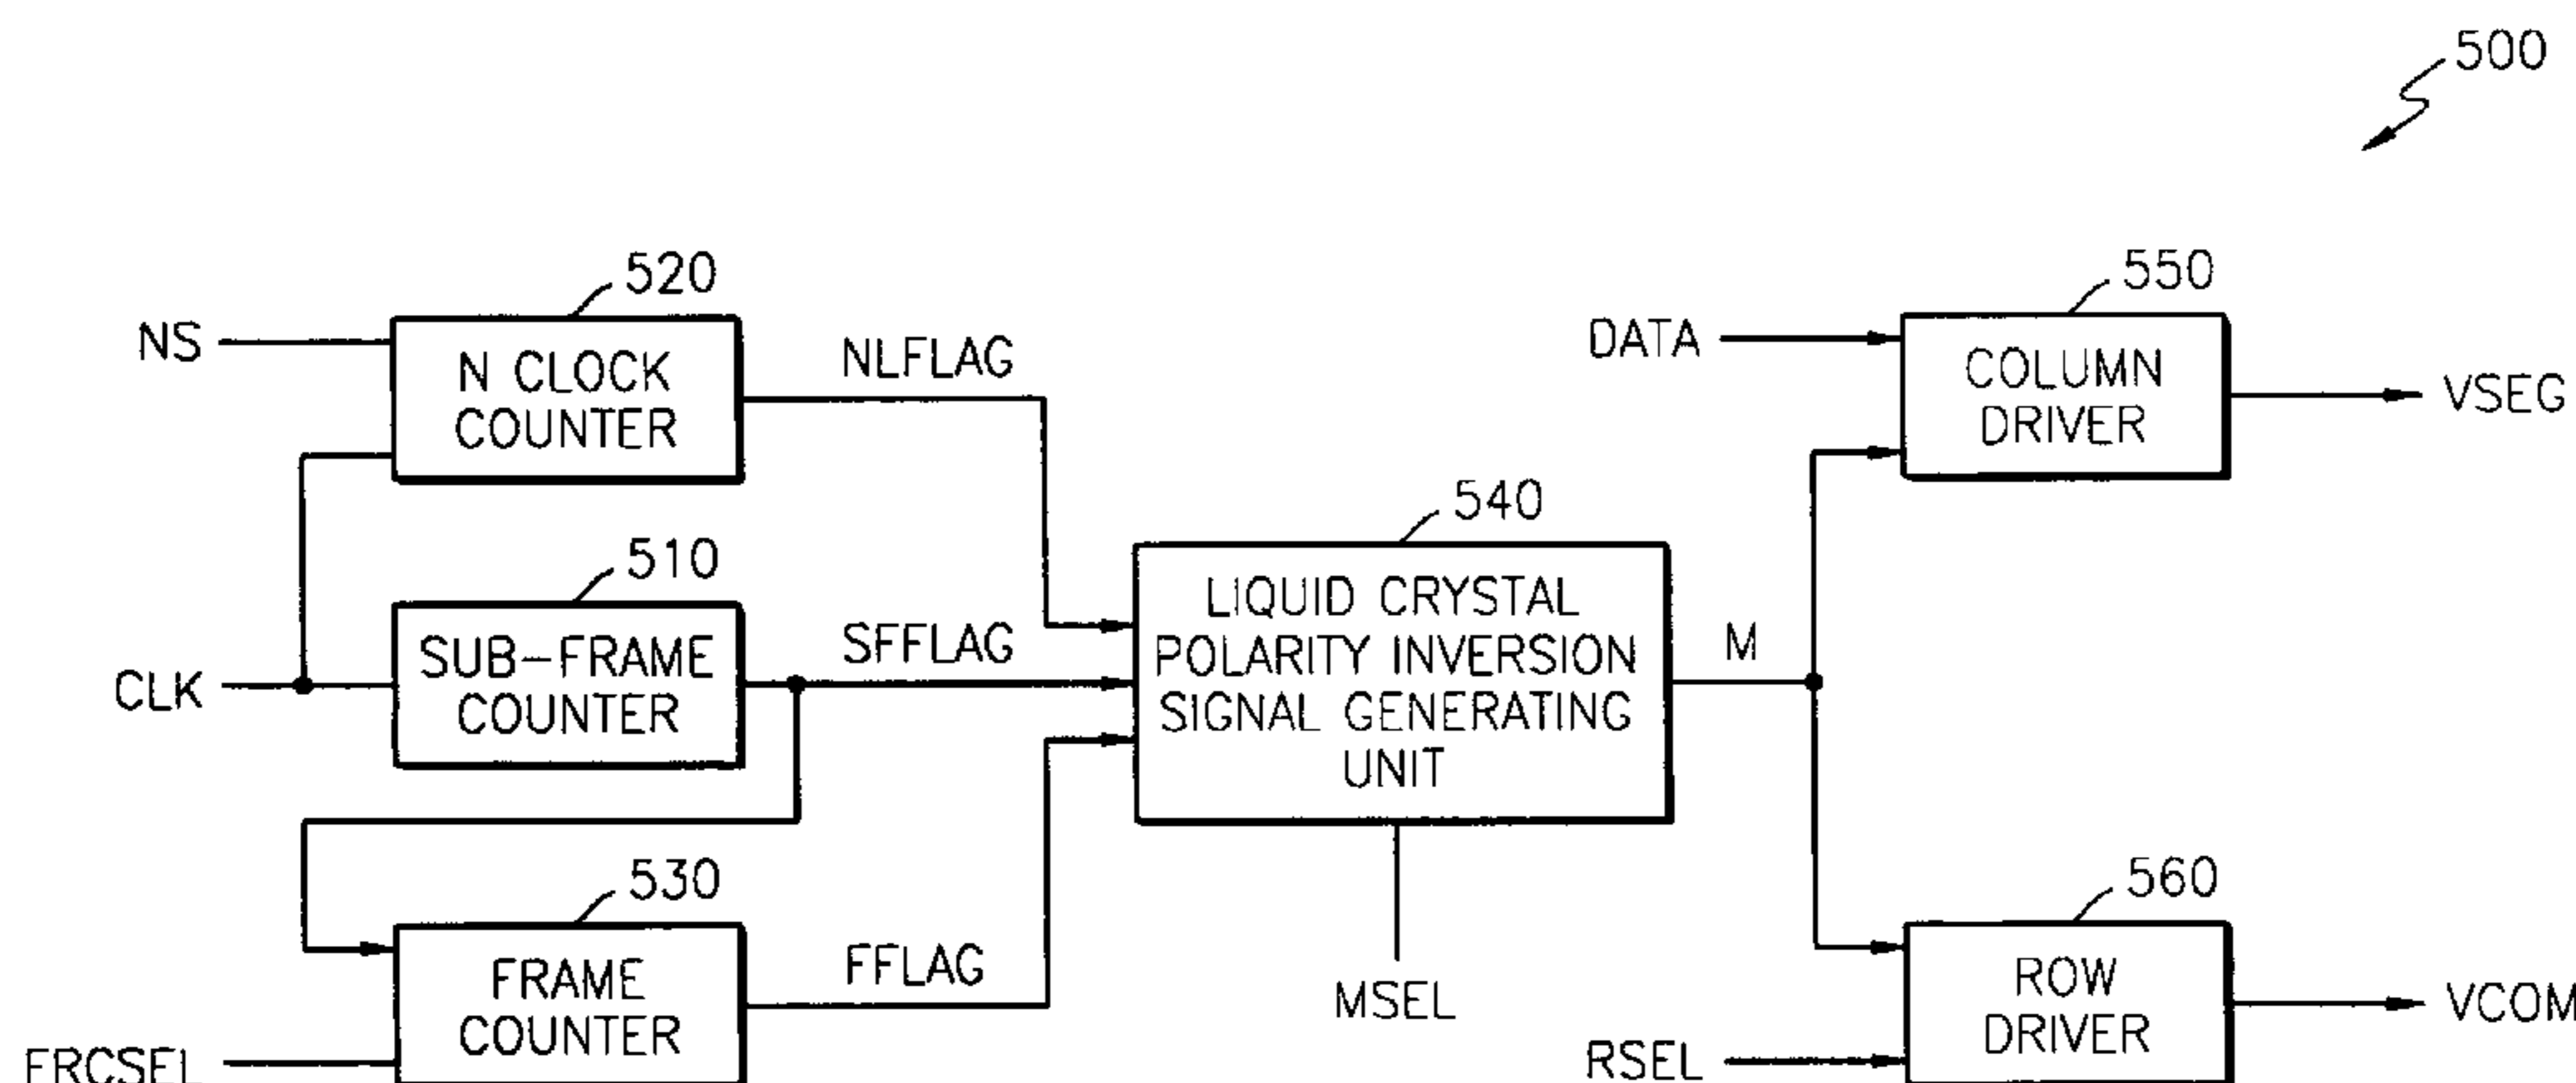 500
520
NS
N CLOCK
COUNTER
NLFLAG
510
CLK
SUB-FRAME
COUNTER
SFFLAG
530
FRCSEL
FRAME
COUNTER
FFLAG
540
LIQUID CRYSTAL
POLARITY INVERSION
SIGNAL GENERATING
UNIT
MSEL
M
550
DATA
COLUMN
DRIVER
VSEG
560
RSEL
ROW
DRIVER
VCOM